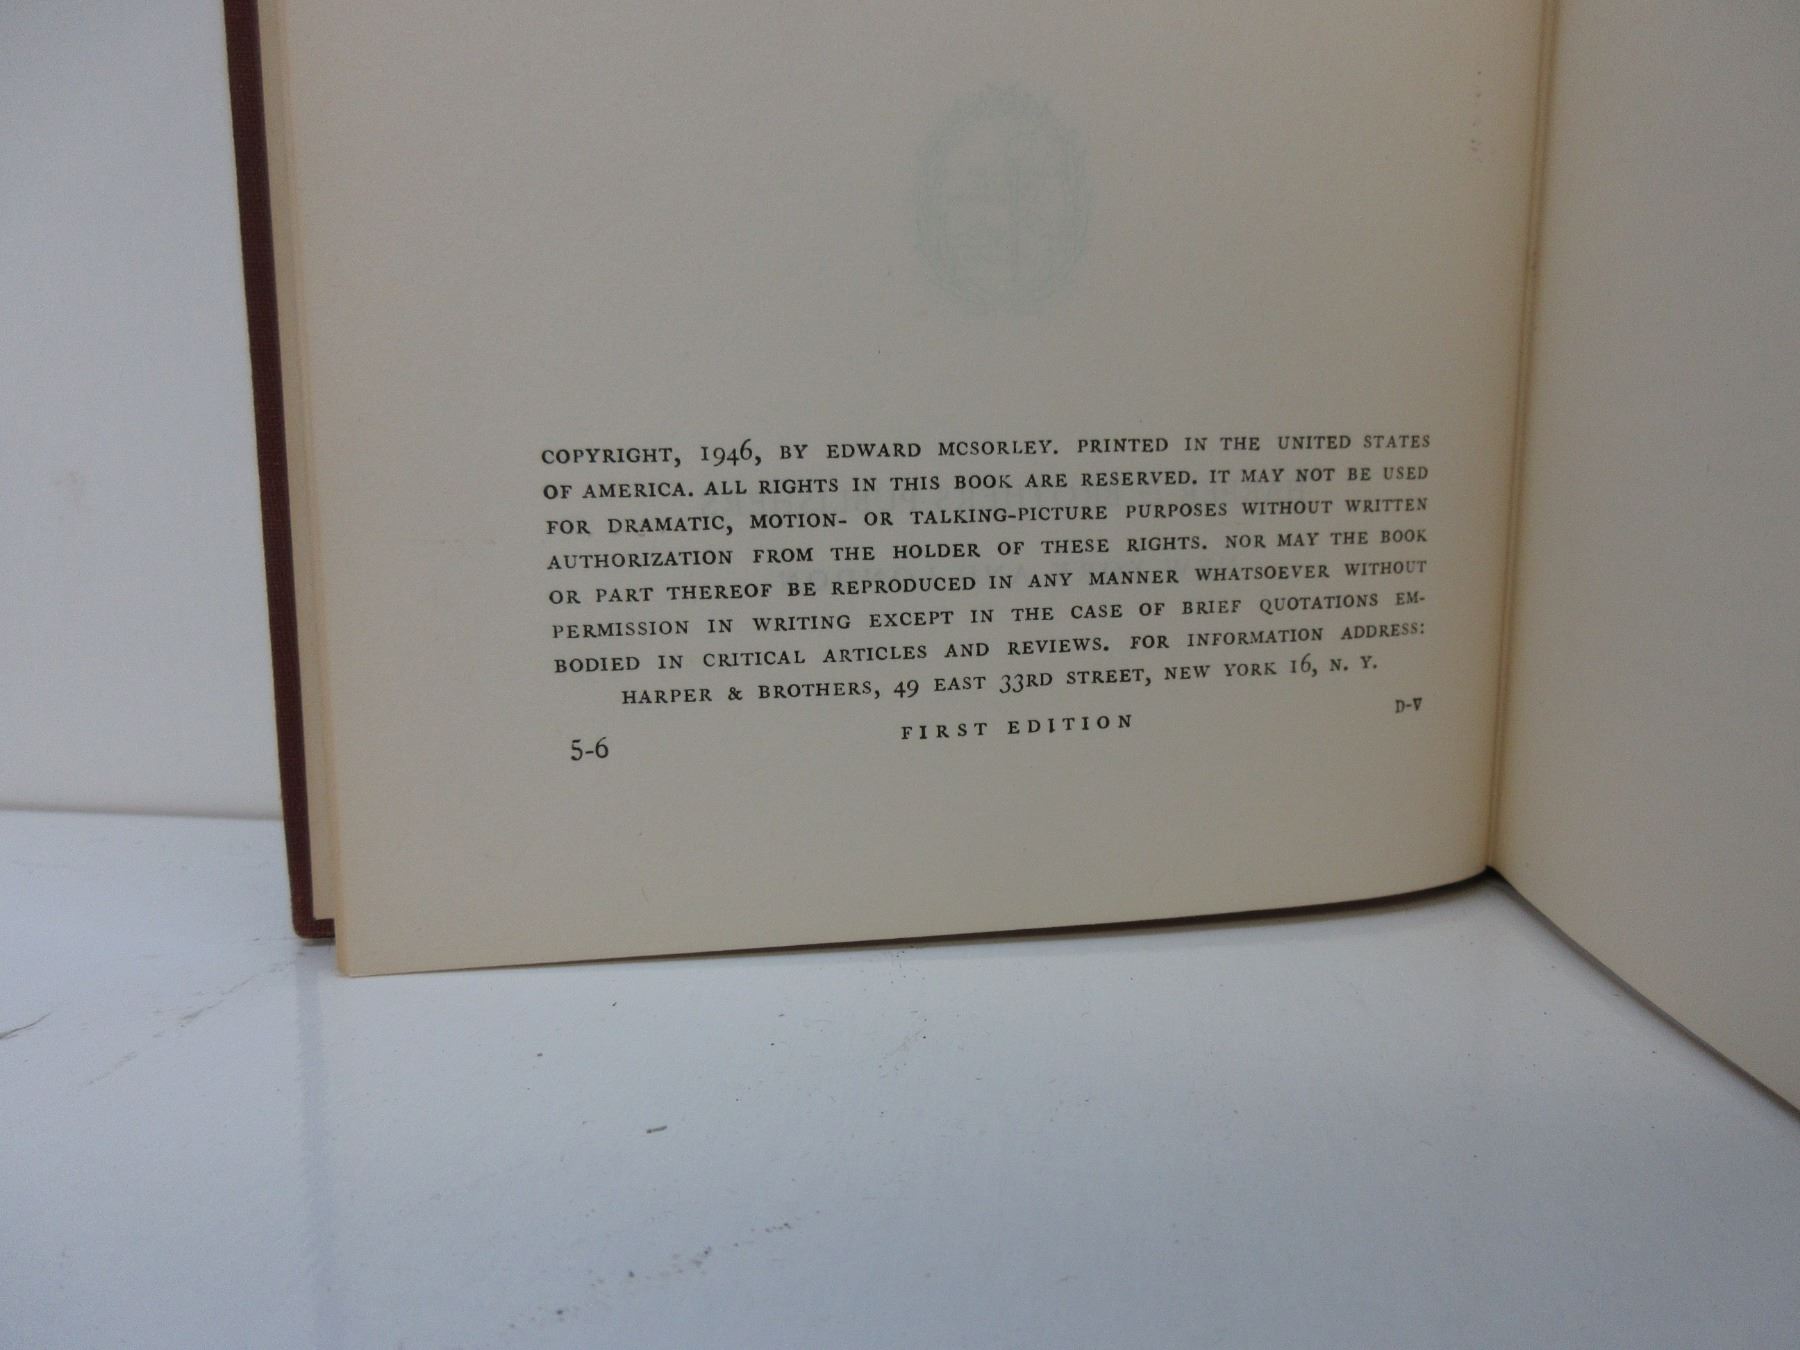 COPYRIGHT, 1946, BY EDWARD MCSORLEY. PRINTED IN THE UNITED STATES
OF AMERICA. ALL RIGHTS IN THIS BOOK ARE RESERVED. IT MAY NOT BE USED
FOR DRAMATIC, MOTION- OR TALKING-PICTURE PURPOSES WITHOUT WRITTEN
AUTHORIZATION FROM THE HOLDER OF THESE RIGHTS. NOR MAY THE BOOK
OR PART THEREOF BE REPRODUCED IN ANY MANNER WHATSOEVER WITHOUT
PERMISSION IN WRITING EXCEPT IN THE CASE OF BRIEF QUOTATIONS EM-
BODIED IN CRITICAL ARTICLES AND REVIEWS. FOR INFORMATION ADDRESS:
HARPER & BROTHERS, 49 EAST 33RD STREET, NEW YORK 16, N. Y.
5-6 FIRST EDITION D-V